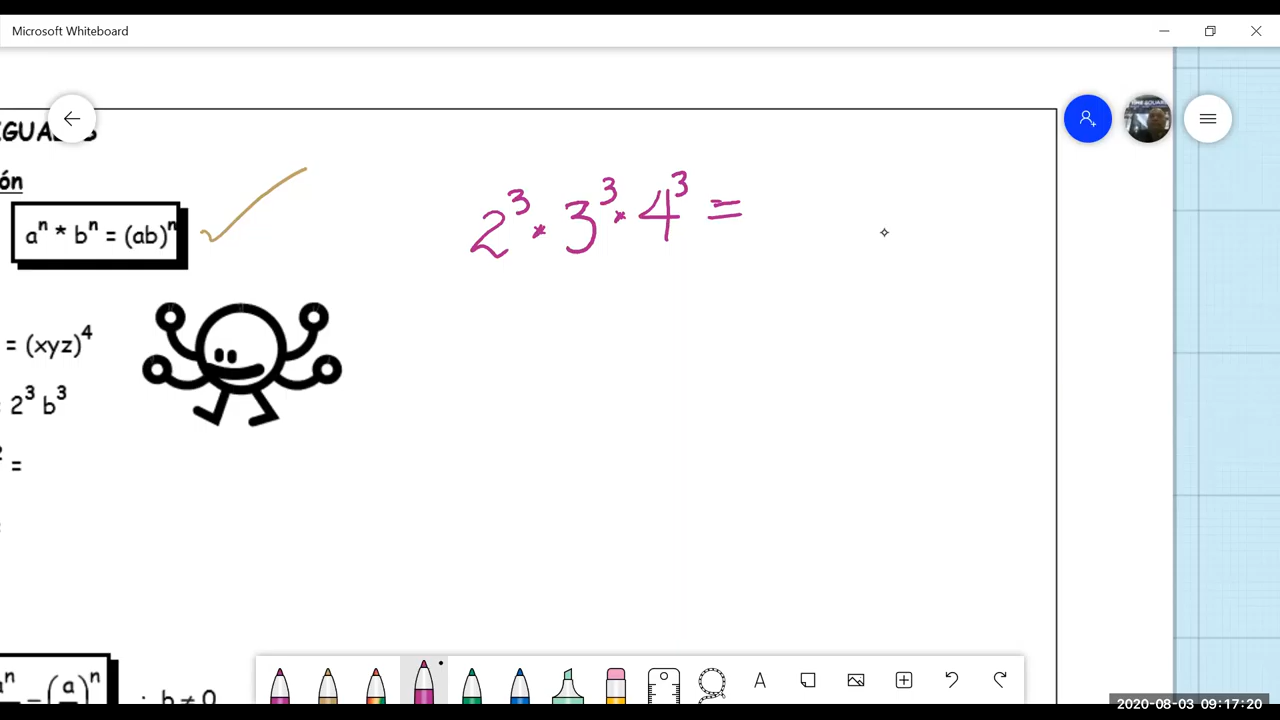 Microsoft Whiteboard
ón
aⁿ * bⁿ = (ab)ⁿ
2³ * 3³ * 4³ =
= (xyz)⁴
2³ b³
=
; b ≠ 0
A
2020-08-03 09:17:20